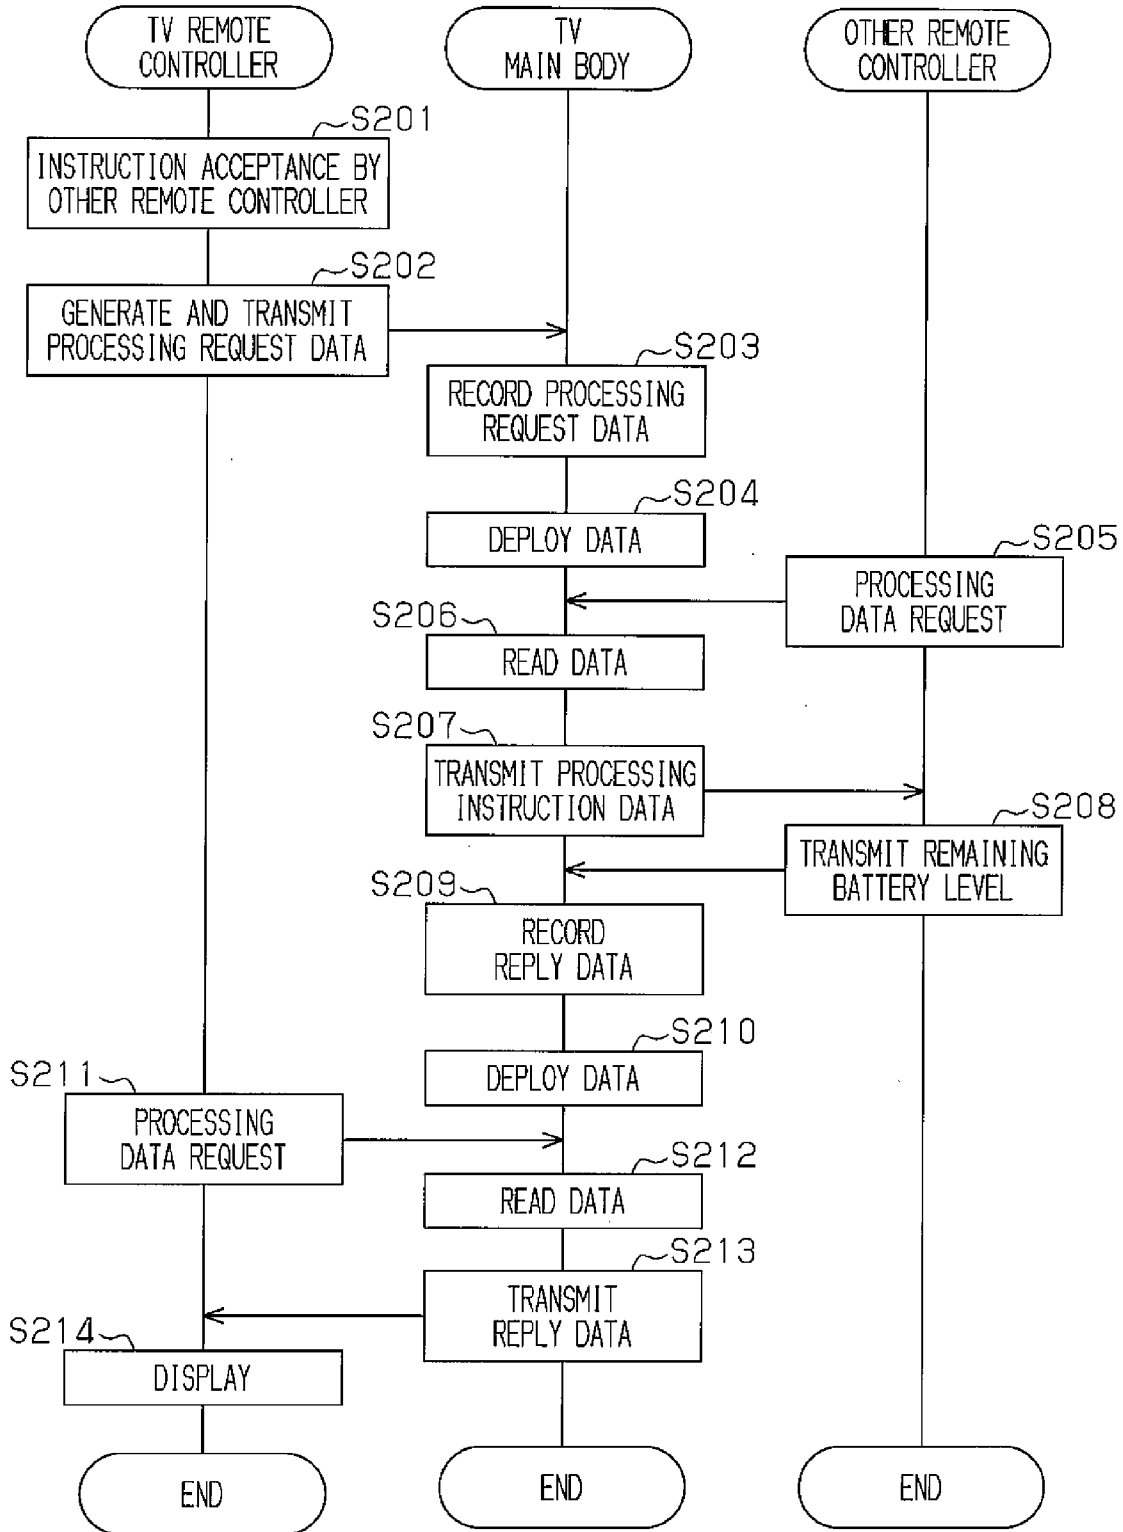 TV REMOTE
CONTROLLER
TV
MAIN BODY
OTHER REMOTE
CONTROLLER
S201
INSTRUCTION ACCEPTANCE BY
OTHER REMOTE CONTROLLER
S202
GENERATE AND TRANSMIT
PROCESSING REQUEST DATA
S203
RECORD PROCESSING
REQUEST DATA
S204
DEPLOY DATA
S205
PROCESSING
DATA REQUEST
S206
READ DATA
S207
TRANSMIT PROCESSING
INSTRUCTION DATA
S208
TRANSMIT REMAINING
BATTERY LEVEL
S209
RECORD
REPLY DATA
S210
DEPLOY DATA
S211
PROCESSING
DATA REQUEST
S212
READ DATA
S213
TRANSMIT
REPLY DATA
S214
DISPLAY
END
END
END